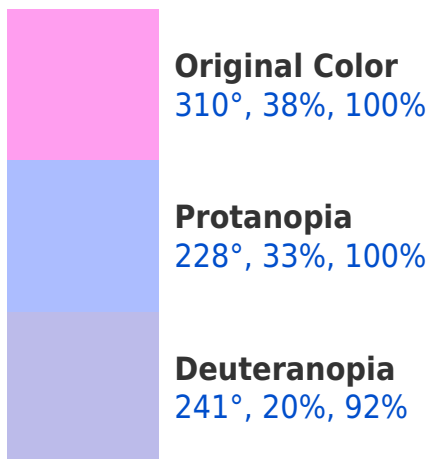 Original Color
310°, 38%, 100%
Protanopia
228°, 33%, 100%
Deuteranopia
241°, 20%, 92%